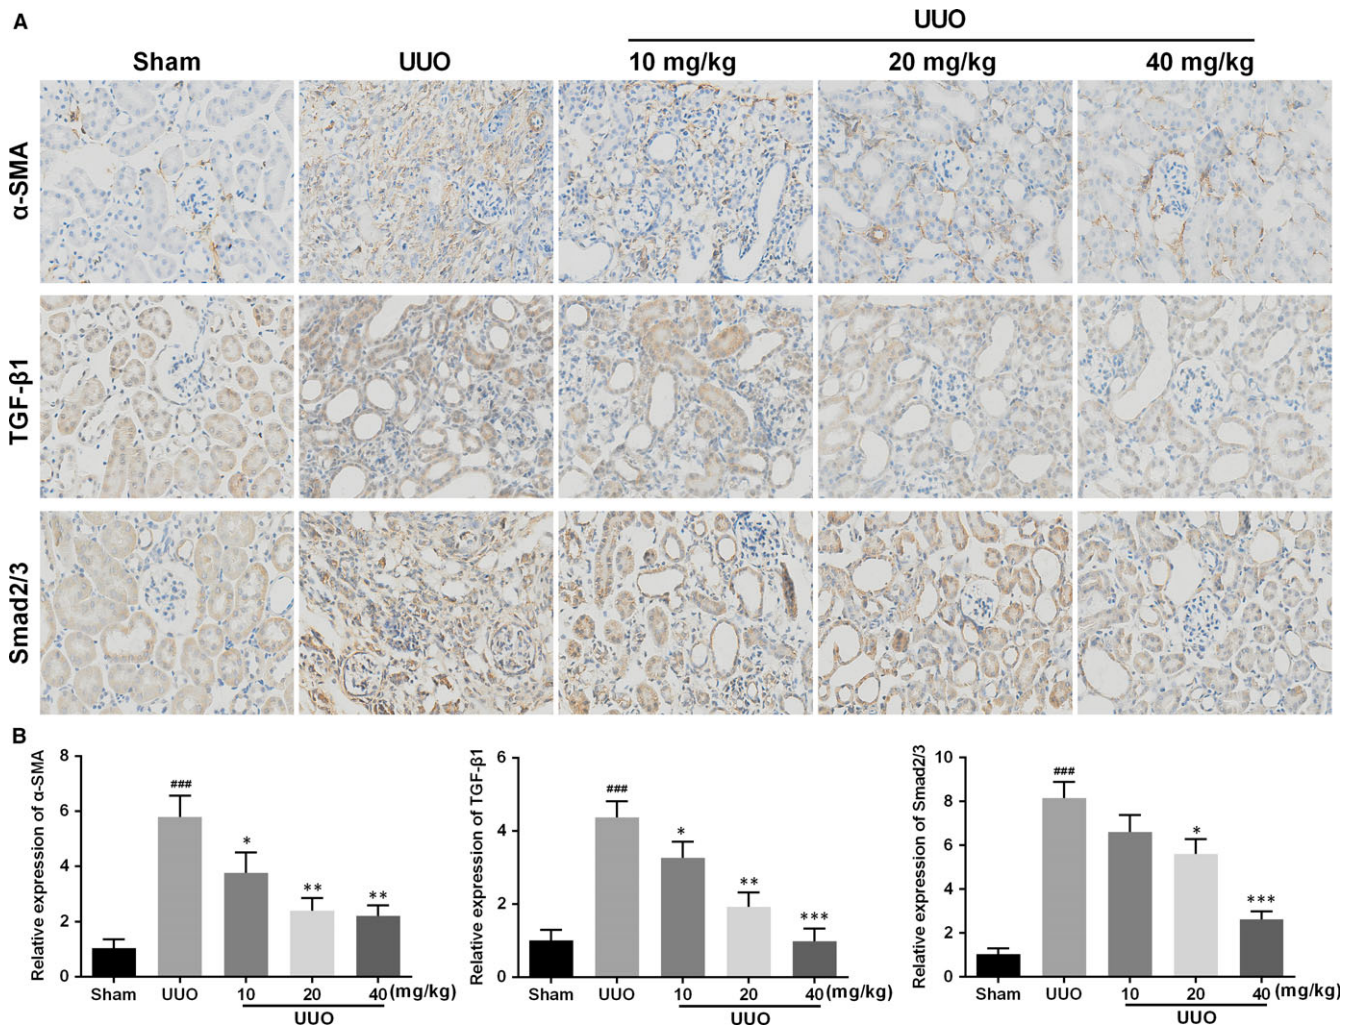 A
UUO
Sham
UUO
10 mg/kg
20 mg/kg
40 mg/kg
α-SMA
TGF-β1
Smad2/3
B
Relative expression of α-SMA
8
6
4
2
0
###
*
**
**
Sham
UUO
10
20
40
(mg/kg)
UUO
Relative expression of TGF-β1
6
4
2
0
###
*
**
***
Sham
UUO
10
20
40
(mg/kg)
UUO
Relative expression of Smad2/3
10
8
6
4
2
0
###
*
***
Sham
UUO
10
20
40
(mg/kg)
UUO